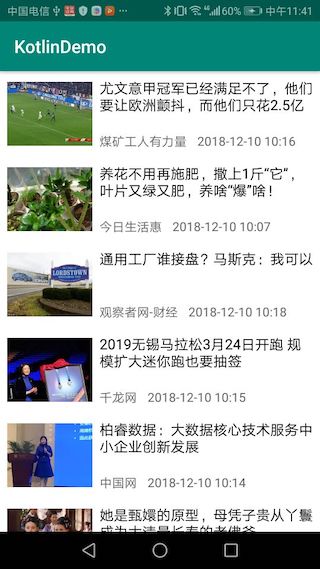 中国电信 60% 中午11:41
KotlinDemo
尤文意甲冠军已经满足不了，他们
要让欧洲颤抖，而他们只花2.5亿
煤矿工人有力量 2018-12-10 10:16
养花不用再施肥，撒上1斤“它”，
叶片又绿又肥，养啥“爆”啥！
今日生活惠 2018-12-10 10:07
通用工厂谁接盘？马斯克：我可以
LORDSTOWN
观察者网-财经 2018-12-10 10:18
2019无锡马拉松3月24日开跑 规
模扩大迷你跑也要抽签
千龙网 2018-12-10 10:15
柏睿数据：大数据核心技术服务中
小企业创新发展
中国网 2018-12-10 10:14
她是甄嬛的原型，母凭子贵从丫鬟
成为大清最长寿的老佛爷